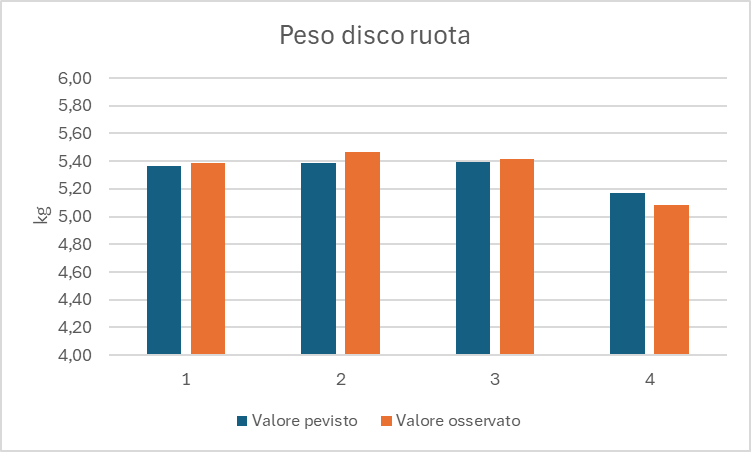 Peso disco ruota
6,00
5,80
5,60
5,40
5,20
5,00
4,80
4,60
4,40
4,20
4,00
kg
1 2 3 4
Valore pevisto Valore osservato